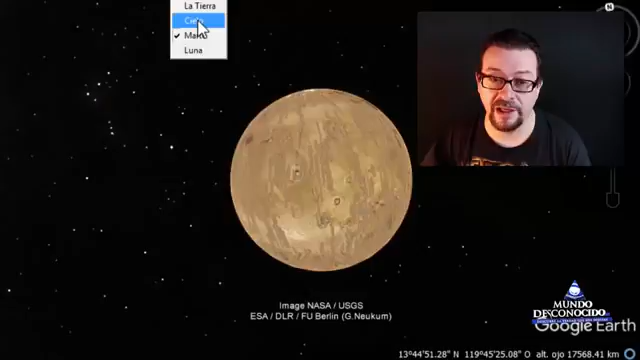 La Tierra
Cielo
Marte
Luna
N
Image NASA / USGS
ESA / DLR / FU Berlin (G.Neukum)
MUNDO
DESCONOCIDO
Google Earth
13°44'51.28" N 119°45'25.08" O alt. ojo 17568.41 km